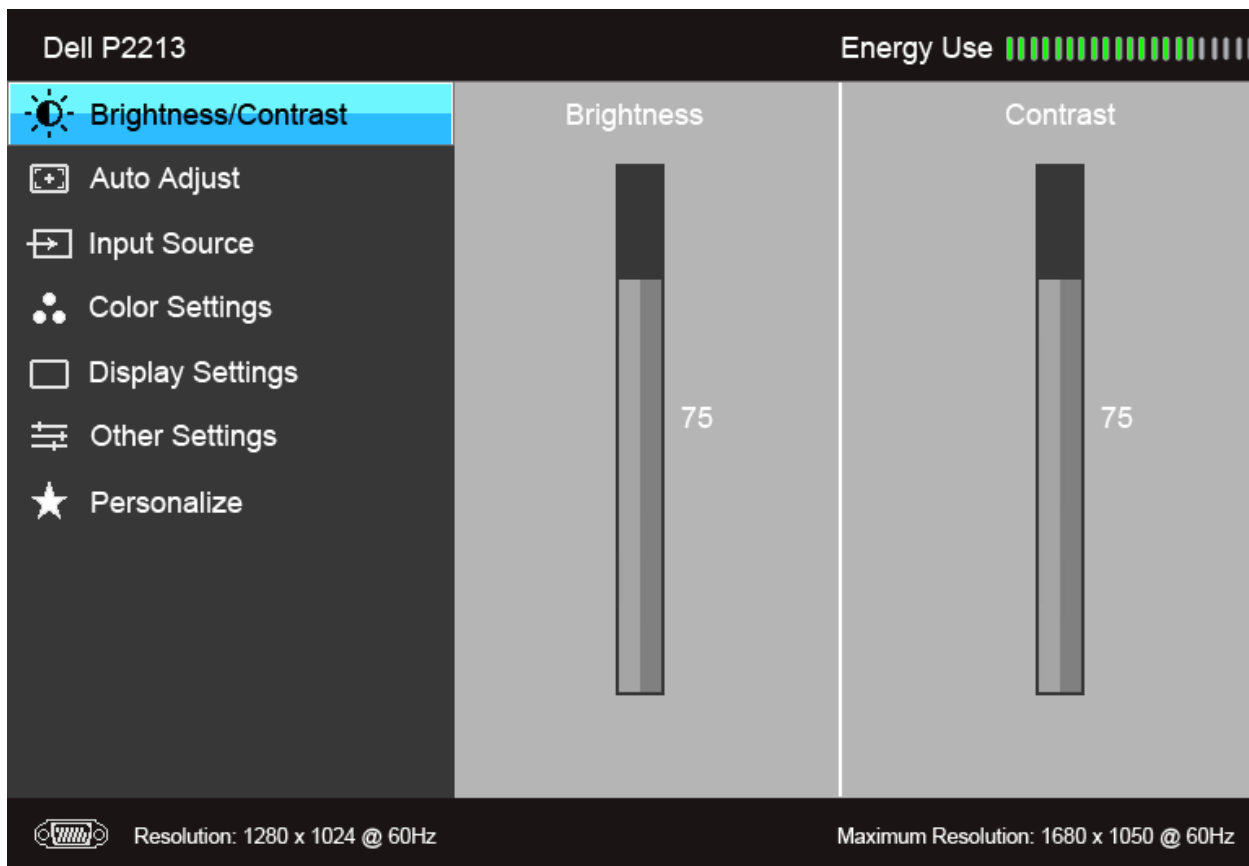 Dell P2213
Energy Use
Brightness/Contrast
Auto Adjust
Input Source
Color Settings
Display Settings
Other Settings
Personalize
Brightness
75
Contrast
75
Resolution: 1280 x 1024 @ 60Hz
Maximum Resolution: 1680 x 1050 @ 60Hz